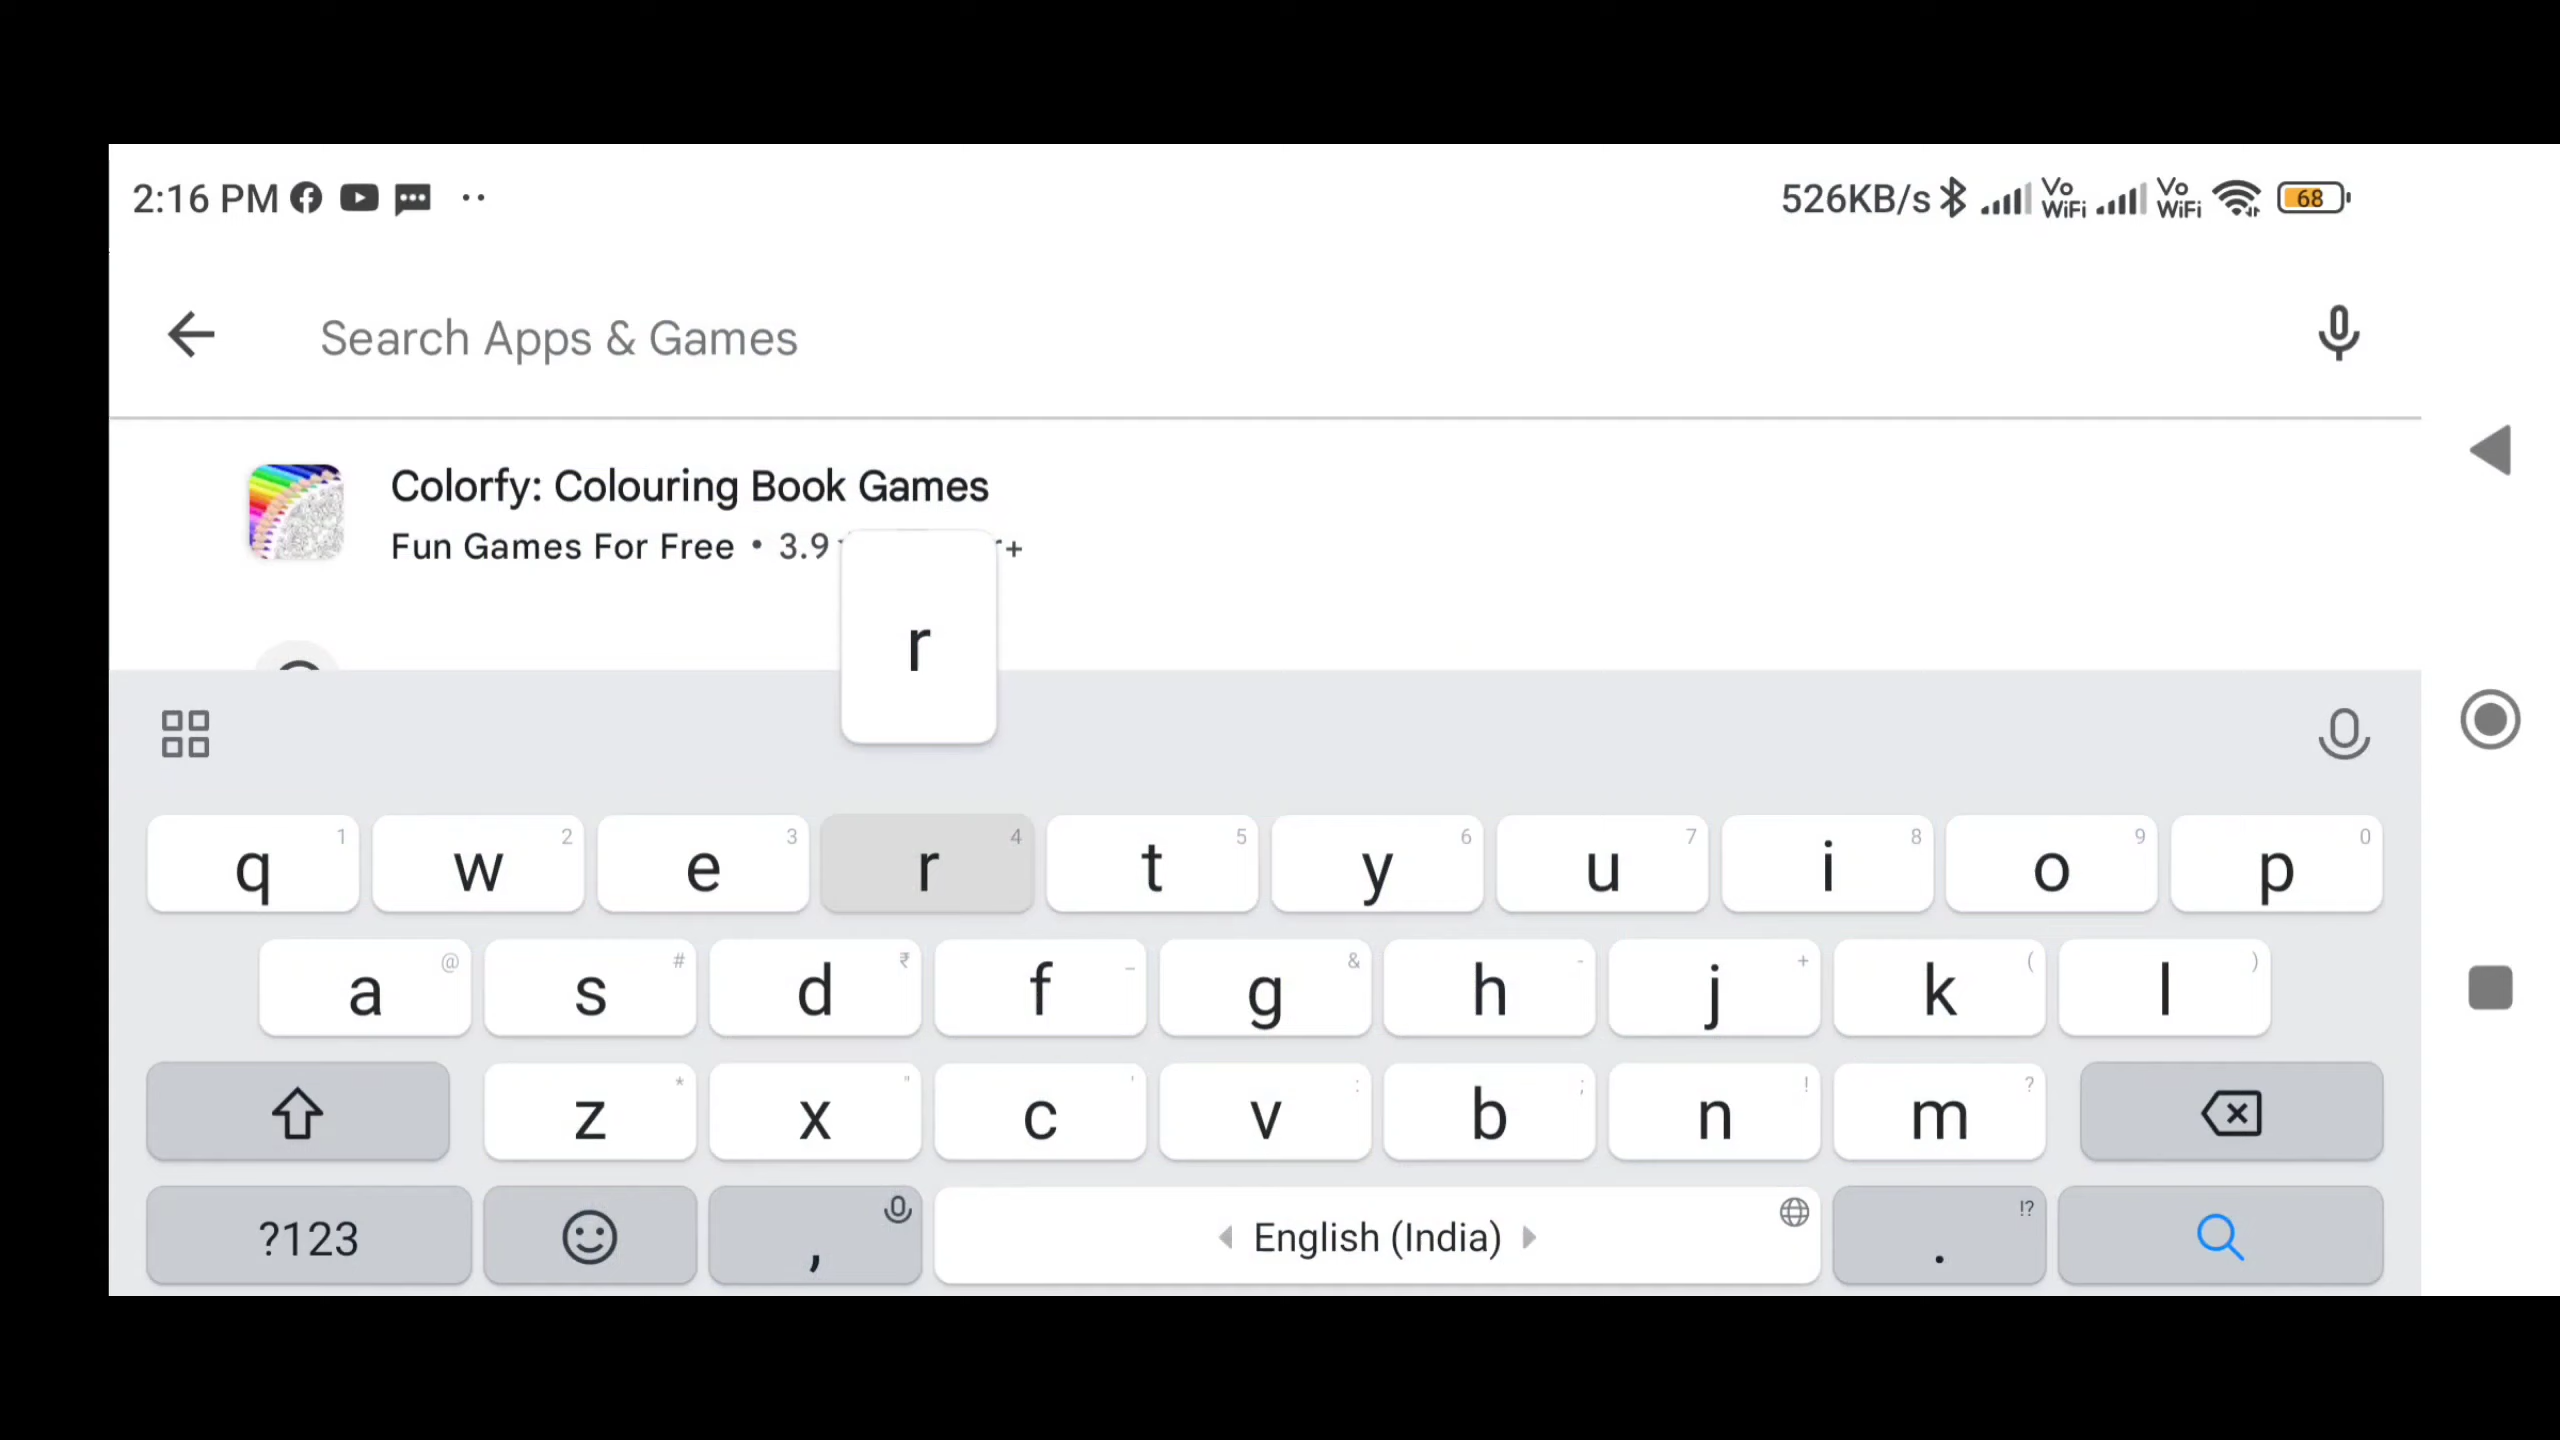 2:16 PM
526KB/s Vo WiFi Vo WiFi 68
Search Apps & Games
Colorfy: Colouring Book Games
Fun Games For Free • 3.9 +
r
q 1 w 2 e 3 r 4 t 5 y 6 u 7 i 8 o 9 p 0
a @ s # d ₹ f _ g & h - j + k ( l )
z * x " c ' v : b ; n ! m ?
?123 , English (India) . !?